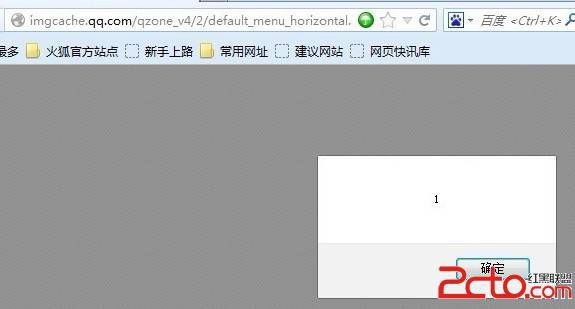 imgcache.qq.com/qzone_v4/2/default_menu_horizontal.
百度 <Ctrl+K>
最多 火狐官方站点 新手上路 常用网址 建议网站 网页快讯库
1
确定
2cto.com
红黑联盟